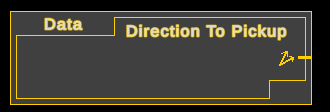 Data
Direction To Pickup